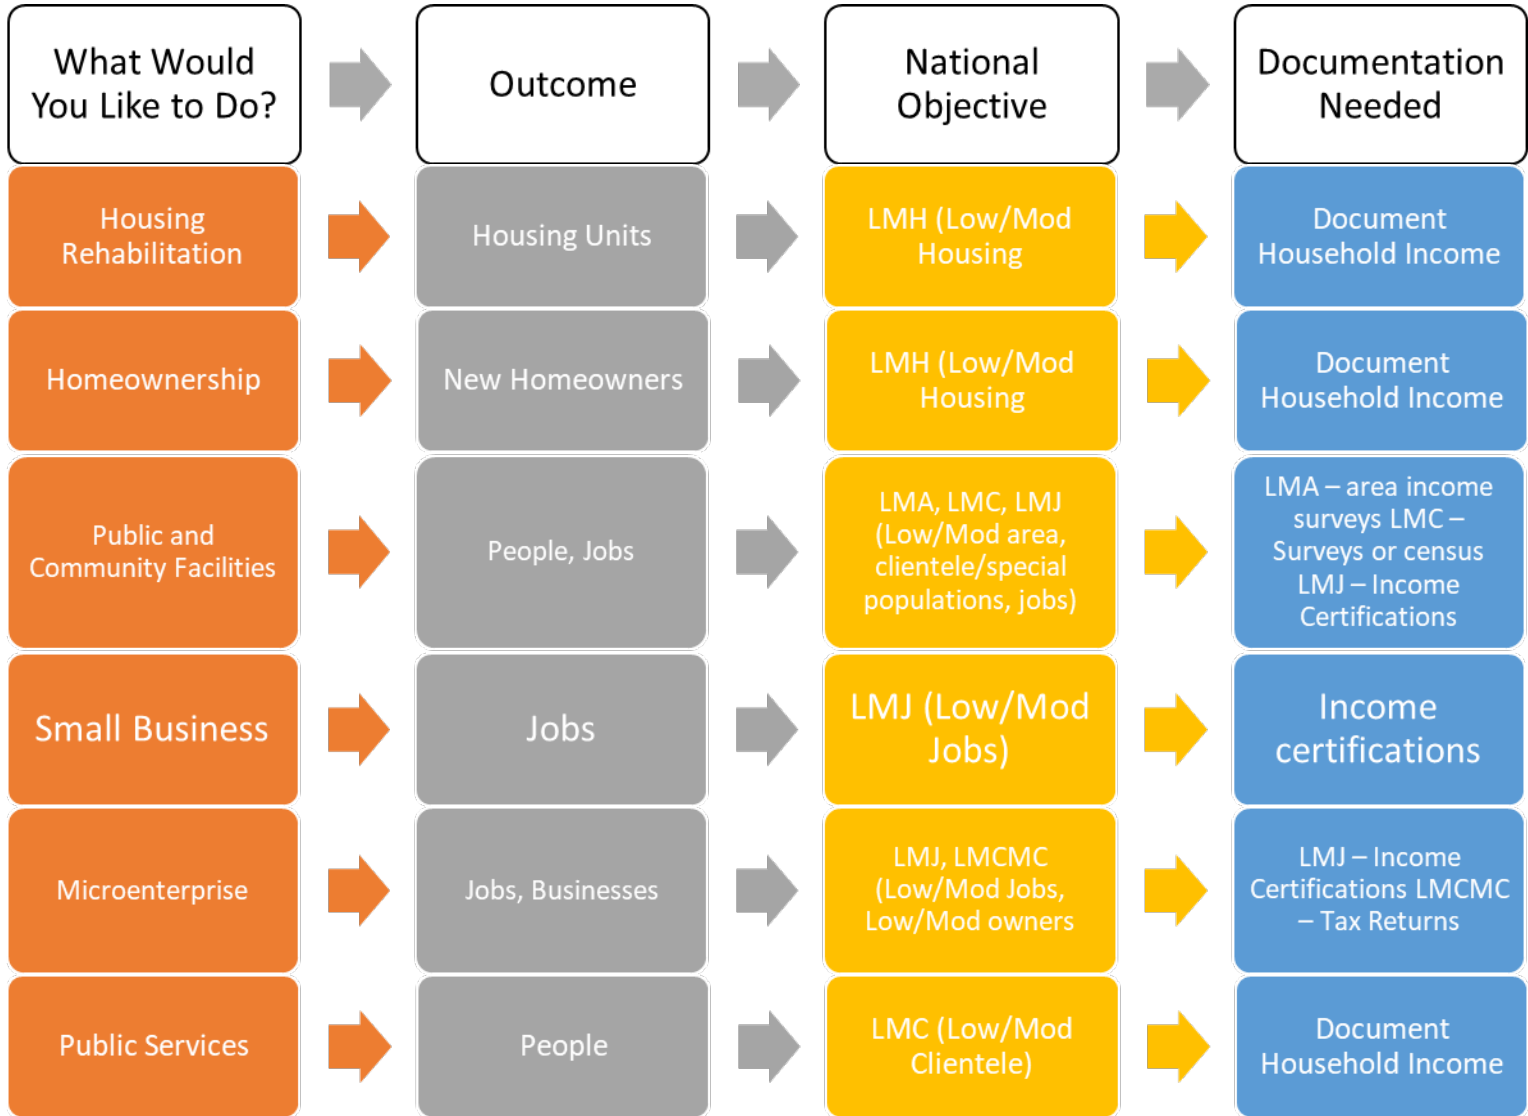 What Would
You Like to Do?
Outcome
National
Objective
Documentation
Needed
Housing
Rehabilitation
Housing Units
LMH (Low/Mod
Housing
Document
Household Income
Homeownership
New Homeowners
LMH (Low/Mod
Housing
Document
Household Income
Public and
Community Facilities
People, Jobs
LMA, LMC, LMJ
(Low/Mod area,
clientele/special
populations, jobs)
LMA – area income
surveys LMC –
Surveys or census
LMJ – Income
Certifications
Small Business
Jobs
LMJ (Low/Mod
Jobs)
Income
certifications
Microenterprise
Jobs, Businesses
LMJ, LMCMC
(Low/Mod Jobs,
Low/Mod owners
LMJ – Income
Certifications LMCMC
– Tax Returns
Public Services
People
LMC (Low/Mod
Clientele)
Document
Household Income